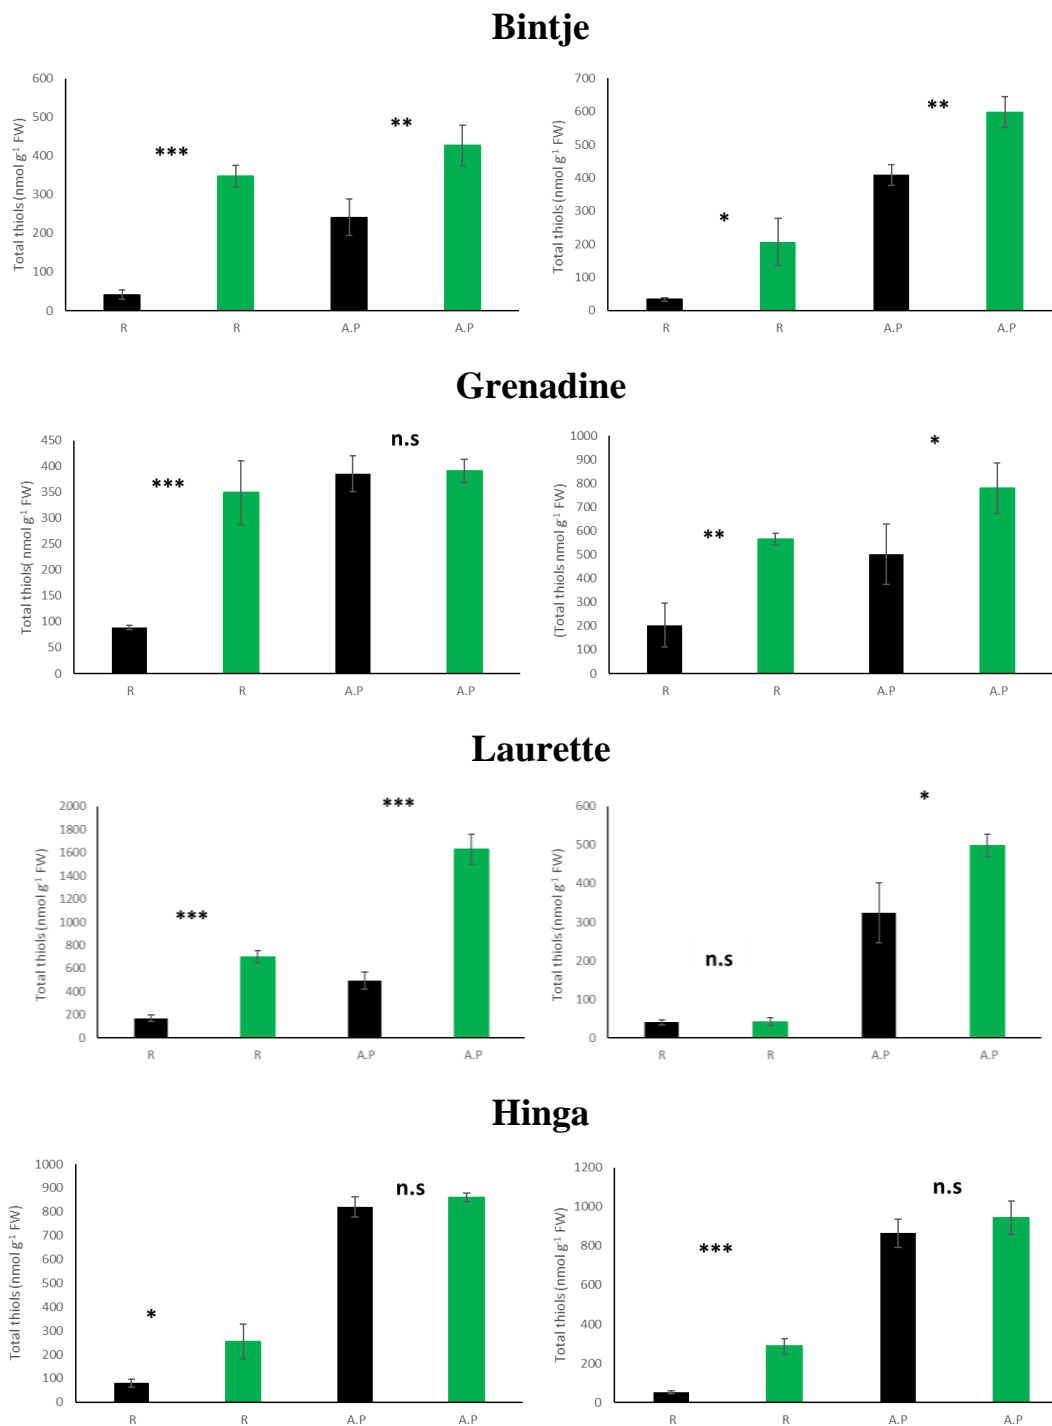 Bintje
Total thiols (nmol g-1 FW)
600
500
400
300
200
100
0
***
**
R
R
A.P
A.P
Total thiols (nmol g-1 FW)
700
600
500
400
300
200
100
0
*
**
R
R
A.P
A.P
Grenadine
Total thiols( nmol g-1 FW)
450
400
350
300
250
200
150
100
50
0
***
n.s
R
R
A.P
A.P
(Total thiols nmol g-1 FW)
1000
900
800
700
600
500
400
300
200
100
0
**
*
R
R
A.P
A.P
Laurette
Total thiols (nmol g-1 FW)
2000
1800
1600
1400
1200
1000
800
600
400
200
0
***
***
R
R
A.P
A.P
Total thiols (nmol g-1 FW)
600
500
400
300
200
100
0
n.s
*
R
R
A.P
A.P
Hinga
Total thiols (nmol g-1 FW)
1000
900
800
700
600
500
400
300
200
100
0
*
n.s
R
R
A.P
A.P
Total thiols (nmol g-1 FW)
1200
1000
800
600
400
200
0
***
n.s
R
R
A.P
A.P